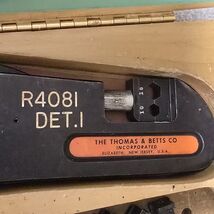 R4081
DET.1
THE THOMAS & BETTS CO
INCORPORATED
ELIZABETH, NEW JERSEY, U.S.A.